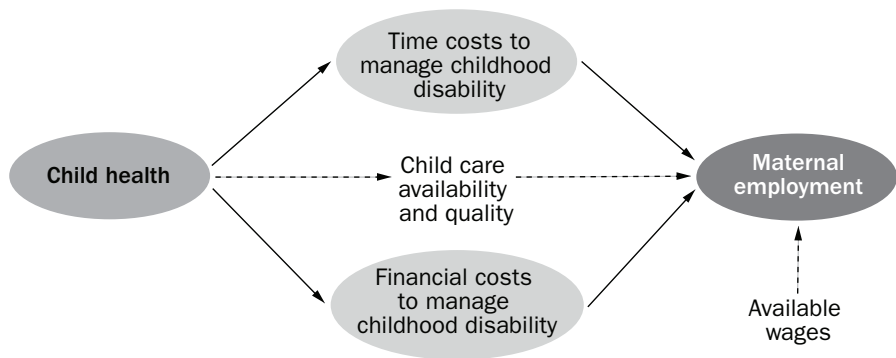 Time costs to
manage childhood
disability
Child health
Child care
availability
and quality
Maternal
employment
Financial costs
to manage
childhood disability
Available
wages